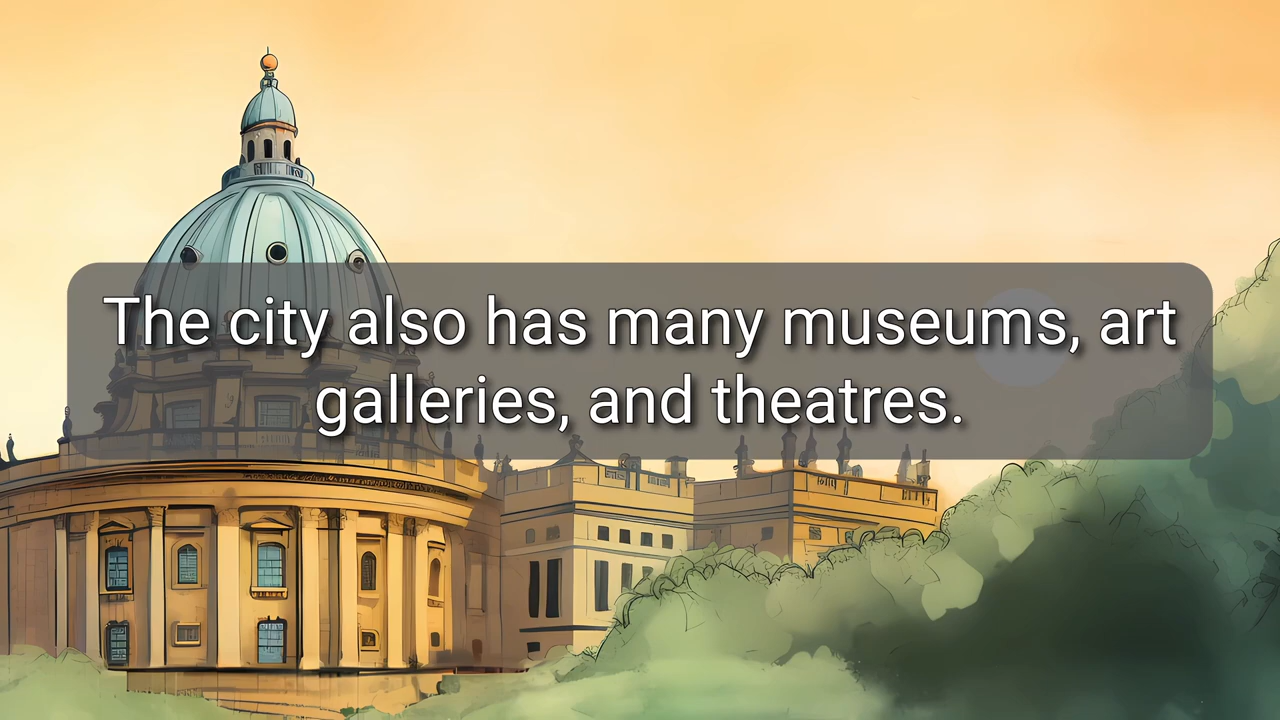 The city also has many museums, art
galleries, and theatres.